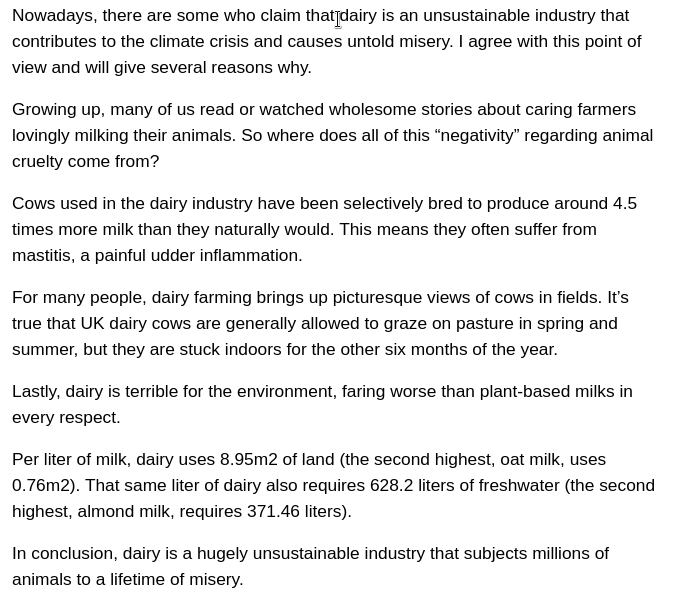 Nowadays, there are some who claim that dairy is an unsustainable industry that
contributes to the climate crisis and causes untold misery. I agree with this point of
view and will give several reasons why.
Growing up, many of us read or watched wholesome stories about caring farmers
lovingly milking their animals. So where does all of this “negativity” regarding animal
cruelty come from?
Cows used in the dairy industry have been selectively bred to produce around 4.5
times more milk than they naturally would. This means they often suffer from
mastitis, a painful udder inflammation.
For many people, dairy farming brings up picturesque views of cows in fields. It’s
true that UK dairy cows are generally allowed to graze on pasture in spring and
summer, but they are stuck indoors for the other six months of the year.
Lastly, dairy is terrible for the environment, faring worse than plant-based milks in
every respect.
Per liter of milk, dairy uses 8.95m2 of land (the second highest, oat milk, uses
0.76m2). That same liter of dairy also requires 628.2 liters of freshwater (the second
highest, almond milk, requires 371.46 liters).
In conclusion, dairy is a hugely unsustainable industry that subjects millions of
animals to a lifetime of misery.